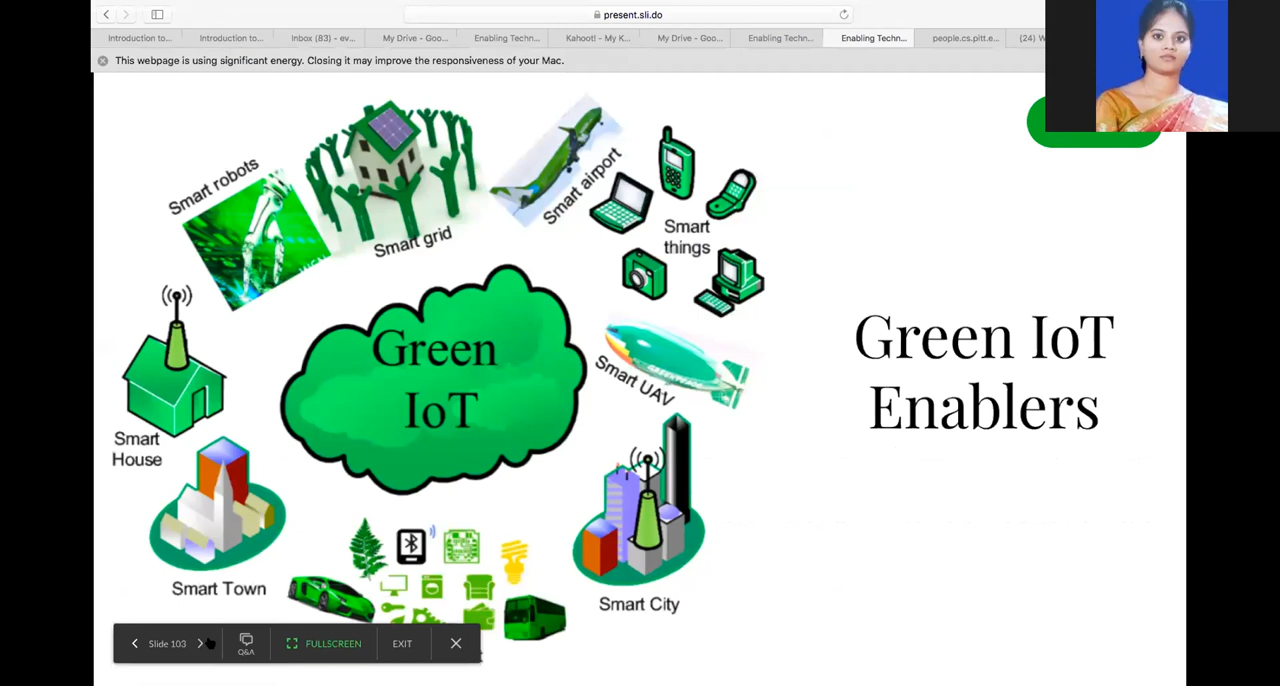 present.sli.do
Introduction to...
Introduction to...
Inbox (83) - ev...
My Drive - Goo...
Enabling Techn...
Kahoot! - My K...
My Drive - Goo...
Enabling Techn...
Enabling Techn...
people.cs.pitt.e...
(24) W
This webpage is using significant energy. Closing it may improve the responsiveness of your Mac.
Smart robots
Smart grid
Smart airport
Smart
things
Green
IoT
Smart UAV
Green IoT
Enablers
Smart
House
Smart Town
Smart City
Slide 103
Q&A
FULLSCREEN
EXIT